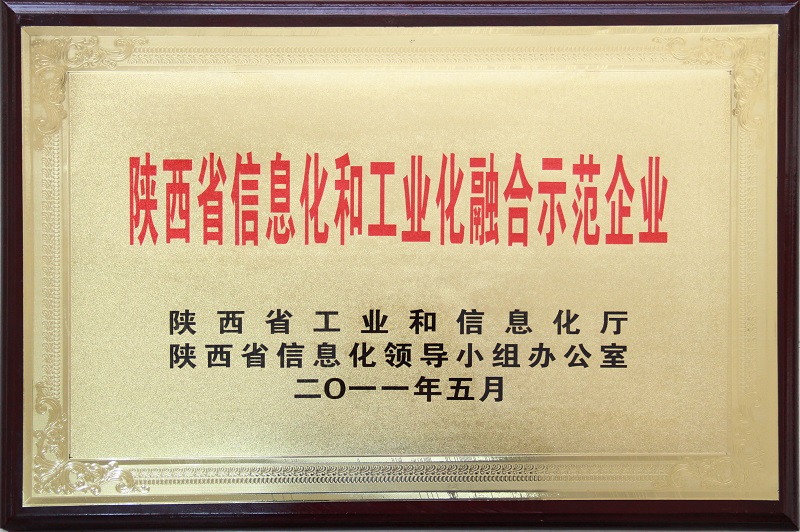 陕西省信息化和工业化融合示范企业
陕西省工业和信息化厅
陕西省信息化领导小组办公室
二O一一年五月